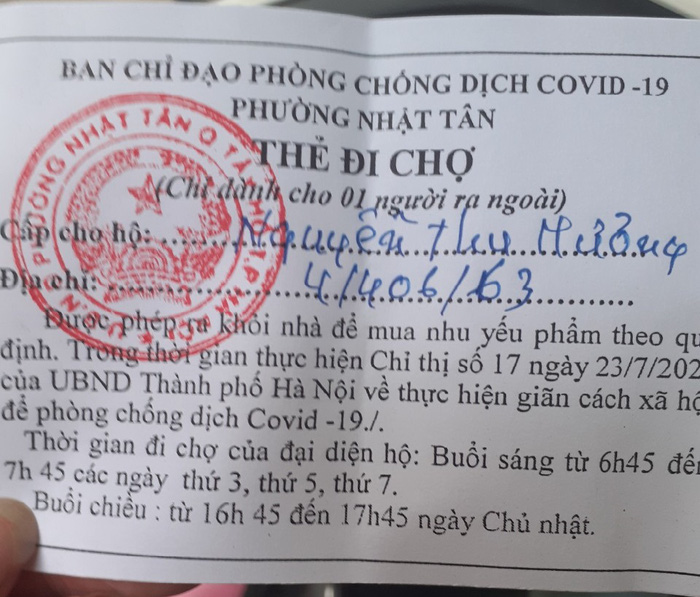 BAN CHỈ ĐẠO PHÒNG CHỐNG DỊCH COVID -19
PHƯỜNG NHẬT TÂN
THẺ ĐI CHỢ
(Chỉ dành cho 01 người ra ngoài)
Cấp cho hộ: Nguyễn Thu Hường
Địa chỉ: 4/406/63
Được phép ra khỏi nhà để mua nhu yếu phẩm theo qu
định. Trong thời gian thực hiện Chỉ thị số 17 ngày 23/7/202
của UBND Thành phố Hà Nội về thực hiện giãn cách xã hộ
để phòng chống dịch Covid -19./.
Thời gian đi chợ của đại diện hộ: Buổi sáng từ 6h45 đến
7h 45 các ngày thứ 3, thứ 5, thứ 7.
Buổi chiều : từ 16h 45 đến 17h45 ngày Chủ nhật.
PHƯỜNG NHẬT TÂN Q TÂ